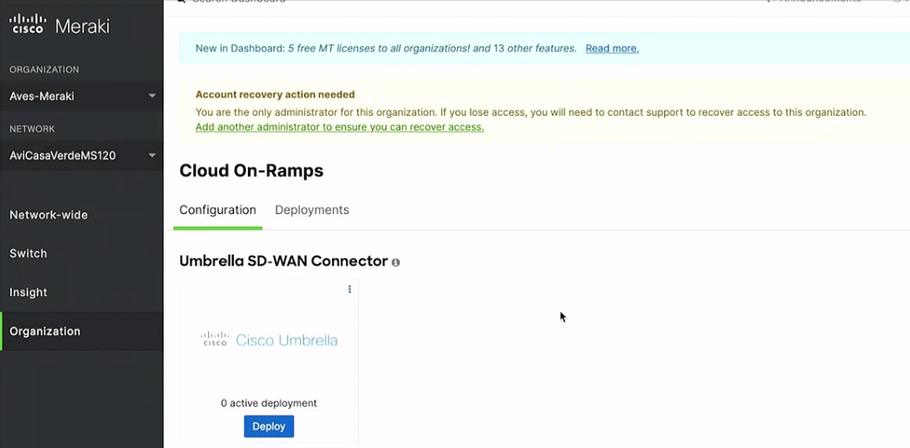 Search Dashboard
Announcements
CISCO Meraki
ORGANIZATION
Aves-Meraki
NETWORK
AviCasaVerdeMS120
Network-wide
Switch
Insight
Organization
New in Dashboard: 5 free MT licenses to all organizations! and 13 other features. Read more.
Account recovery action needed
You are the only administrator for this organization. If you lose access, you will need to contact support to recover access to this organization.
Add another administrator to ensure you can recover access.
Cloud On-Ramps
Configuration Deployments
Umbrella SD-WAN Connector
CISCO Cisco Umbrella
0 active deployment
Deploy